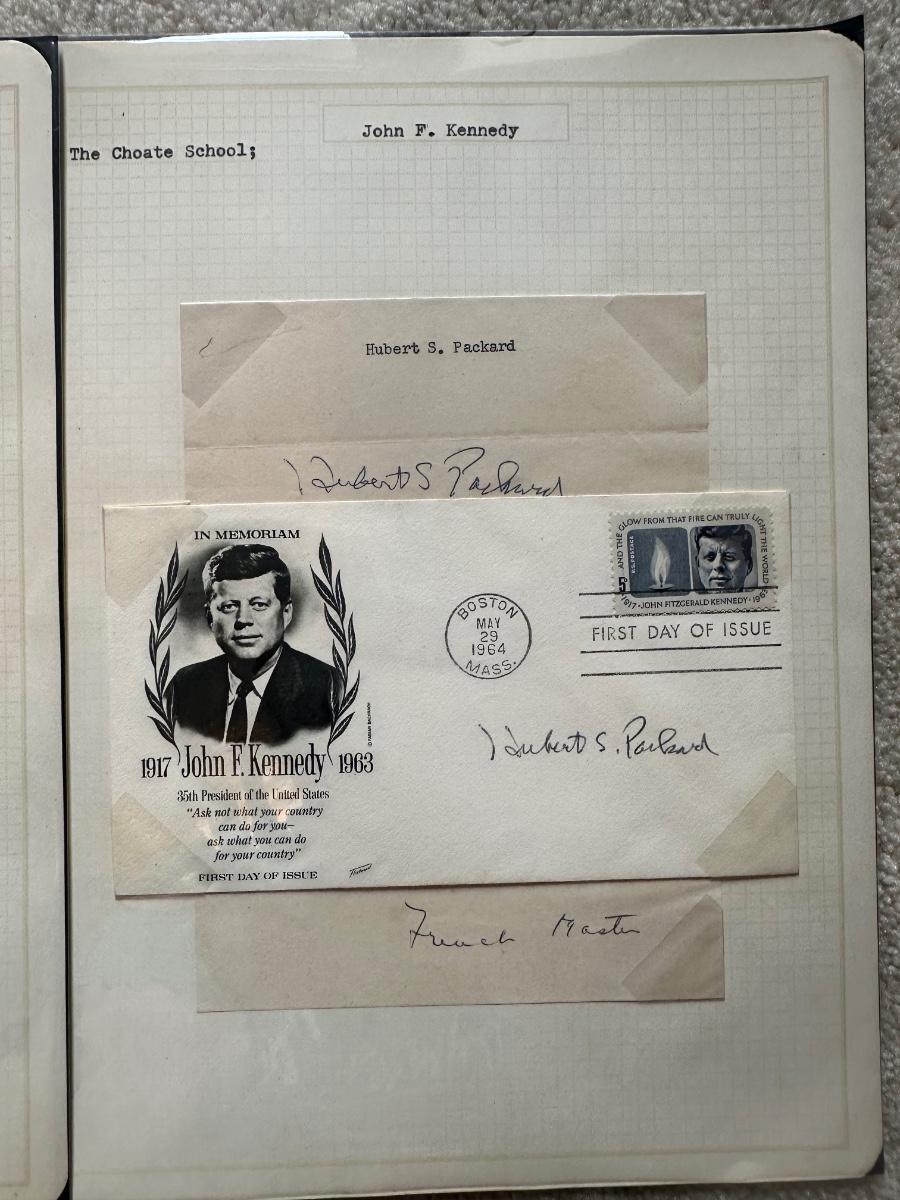 John F. Kennedy
The Choate School;
Hubert S. Packard
Hubert S Packard
IN MEMORIAM
AND THE GLOW FROM THAT FIRE CAN TRULY LIGHT THE WORLD
U.S. POSTAGE
5¢
1917 · JOHN FITZGERALD KENNEDY · 1963
BOSTON
MAY
29
1964
MASS.
FIRST DAY OF ISSUE
© FABIAN BACHRACH
Hubert S. Packard
1917 John F. Kennedy 1963
35th President of the United States
"Ask not what your country
can do for you—
ask what you can do
for your country"
FIRST DAY OF ISSUE
French Master